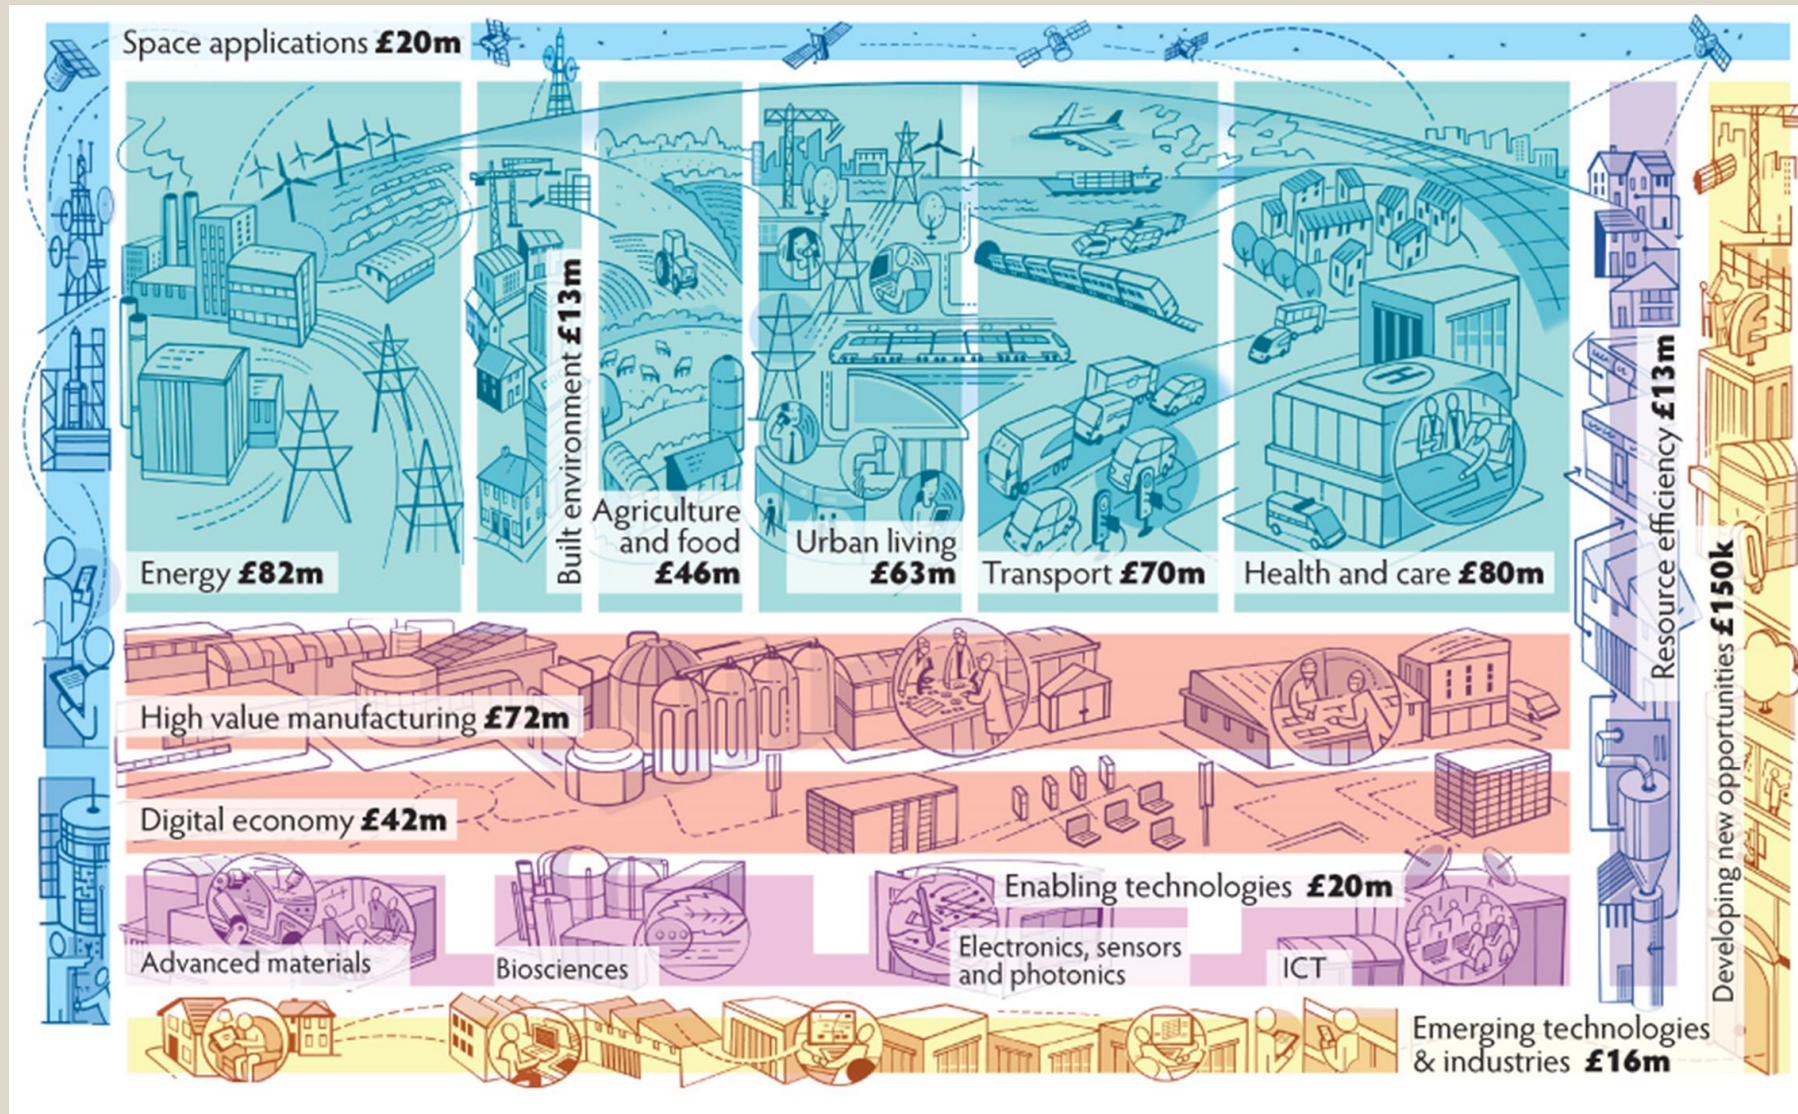 Space applications £20m
Energy £82m
Built environment £13m
Agriculture
and food
£46m
Urban living
£63m
Transport £70m
Health and care £80m
Resource efficiency £13m
Developing new opportunities £150k
High value manufacturing £72m
Digital economy £42m
Enabling technologies £20m
Advanced materials
Biosciences
Electronics, sensors
and photonics
ICT
Emerging technologies
& industries £16m